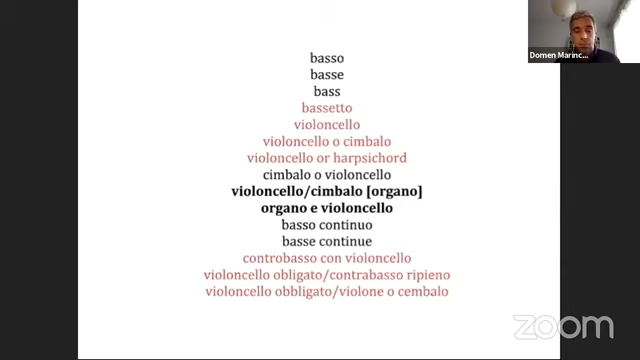 Domen Marinc...
basso
basse
bass
bassetto
violoncello
violoncello o cimbalo
violoncello or harpsichord
cimbalo o violoncello
violoncello/cimbalo [organo]
organo e violoncello
basso continuo
basse continue
controbasso con violoncello
violoncello obligato/contrabasso ripieno
violoncello obbligato/violone o cembalo
zoom